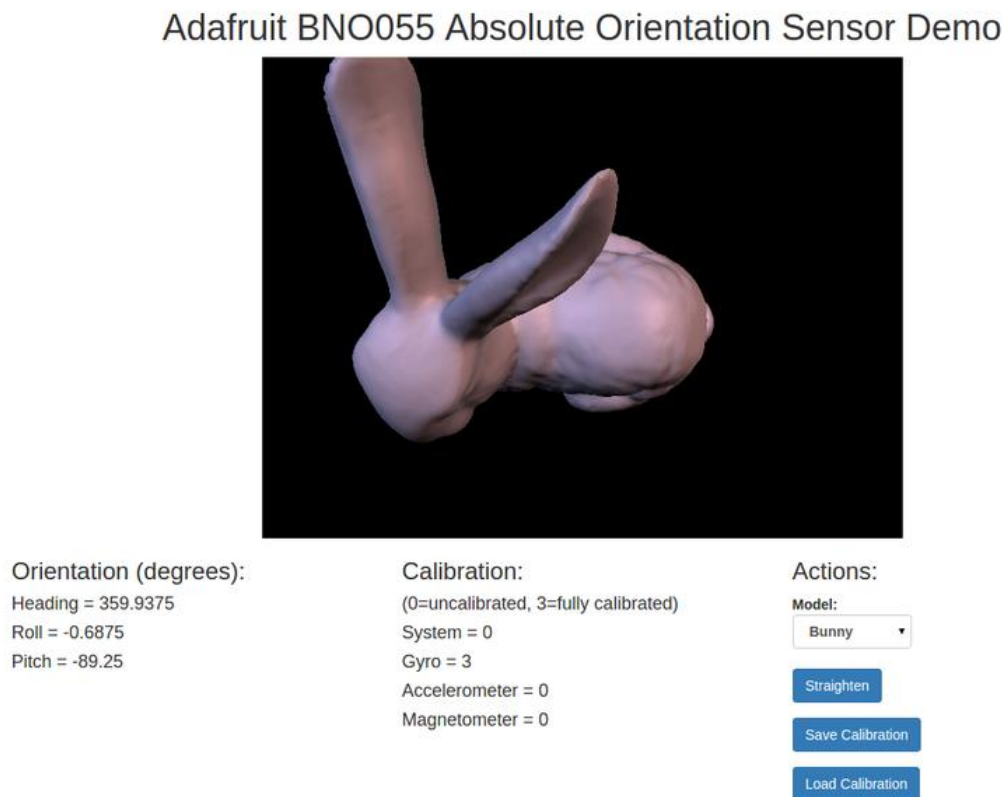 Adafruit BNO055 Absolute Orientation Sensor Demo
Orientation (degrees):
Heading = 359.9375
Roll = -0.6875
Pitch = -89.25
Calibration:
(0=uncalibrated, 3=fully calibrated)
System = 0
Gyro = 3
Accelerometer = 0
Magnetometer = 0
Actions:
Model:
Bunny
Straighten
Save Calibration
Load Calibration